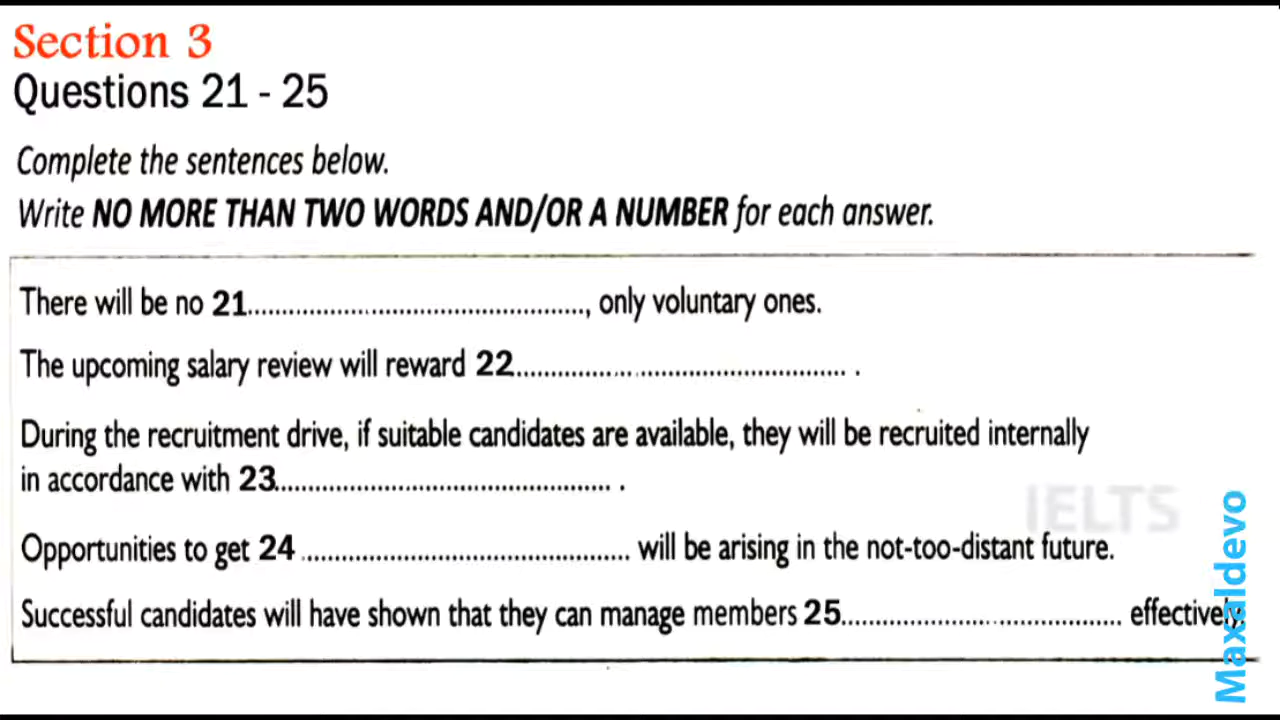 Section 3
Questions 21 - 25
Complete the sentences below.
Write NO MORE THAN TWO WORDS AND/OR A NUMBER for each answer.
There will be no 21................................................, only voluntary ones.
The upcoming salary review will reward 22................................................ .
During the recruitment drive, if suitable candidates are available, they will be recruited internally
in accordance with 23................................................ .
Opportunities to get 24 ................................................ will be arising in the not-too-distant future.
Successful candidates will have shown that they can manage members 25........................................ effectively.
IELTS
Maxaldevo